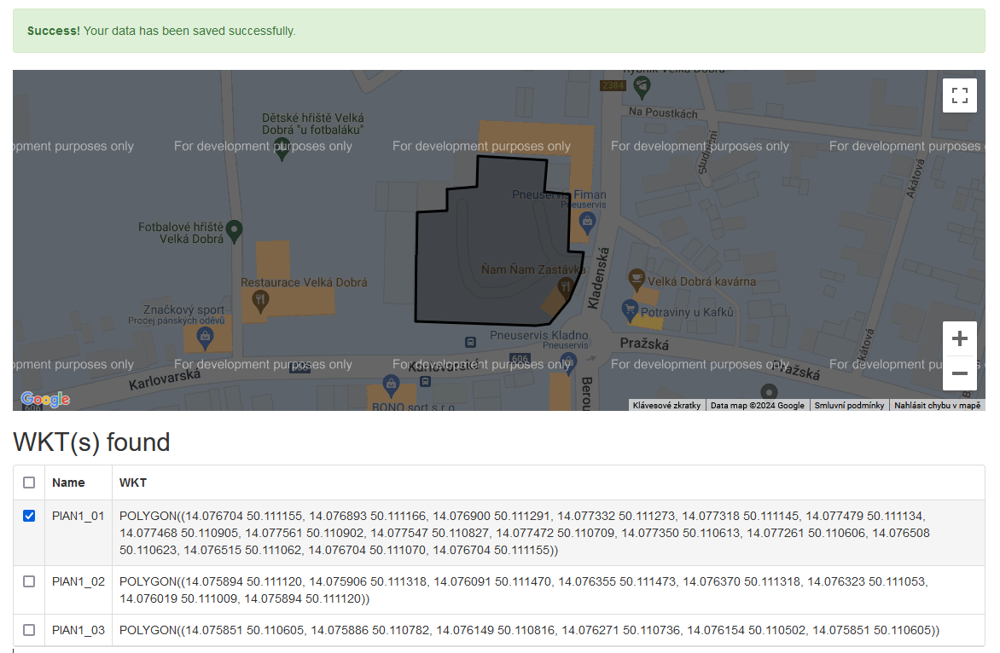 Success! Your data has been saved successfully.
Rybník Velká Dobrá
2384
Na Poustkách
Dětské hřiště Velká
Dobrá "u fotbaláku"
For development purposes only
For development purposes only
For development purposes only
For development purposes
Studniční
Akátová
Pneuservis Fiman
Pneuservis
Fotbalové hřiště
Velká Dobrá
Ňam Ňam Zastávka
Kladenská
Restaurace Velká Dobrá
Velká Dobrá kavárna
Značkový sport
Prodej pánských oděvů
Potraviny u Kafků
Pneuservis Kladno
Pneuservis
Pražská
Akátová
606
606
For development purposes only
For development purposes only
For development purposes only
Karlovarská
Karlovarská
Pražská
Google
606
BONO sport s.r.o.
Klávesové zkratky
Data map ©2024 Google
Smluvní podmínky
Nahlásit chybu v mapě
WKT(s) found
Name WKT
PIAN1_01 POLYGON((14.076704 50.111155, 14.076893 50.111166, 14.076900 50.111291, 14.077332 50.111273, 14.077318 50.111145, 14.077479 50.111134,
14.077468 50.110905, 14.077561 50.110902, 14.077547 50.110827, 14.077472 50.110709, 14.077350 50.110613, 14.077261 50.110606, 14.076508
50.110623, 14.076515 50.111062, 14.076704 50.111070, 14.076704 50.111155))
PIAN1_02 POLYGON((14.075894 50.111120, 14.075906 50.111318, 14.076091 50.111470, 14.076355 50.111473, 14.076370 50.111318, 14.076323 50.111053,
14.076019 50.111009, 14.075894 50.111120))
PIAN1_03 POLYGON((14.075851 50.110605, 14.075886 50.110782, 14.076149 50.110816, 14.076271 50.110736, 14.076154 50.110502, 14.075851 50.110605))